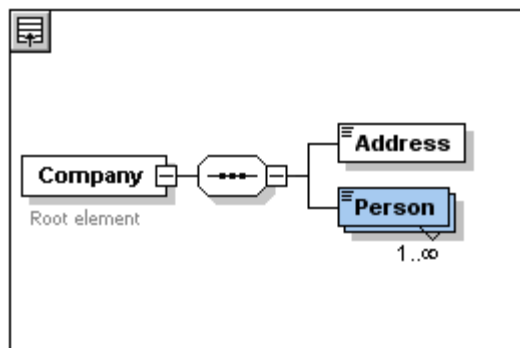 Address
Company
Root element
Person
1..∞